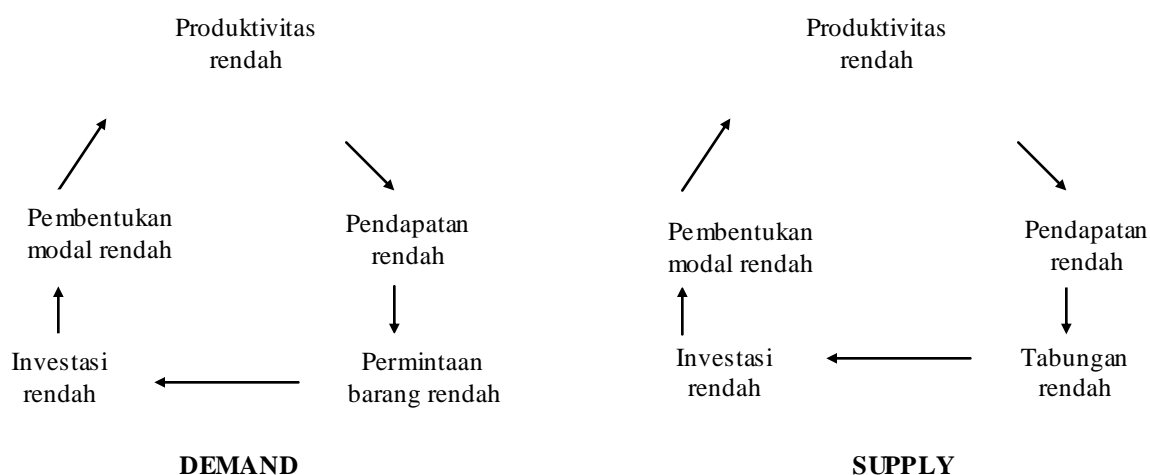 Produktivitas
rendah
Pembentukan
modal rendah
Pendapatan
rendah
Investasi
rendah
Permintaan
barang rendah
DEMAND
Produktivitas
rendah
Pembentukan
modal rendah
Pendapatan
rendah
Investasi
rendah
Tabungan
rendah
SUPPLY